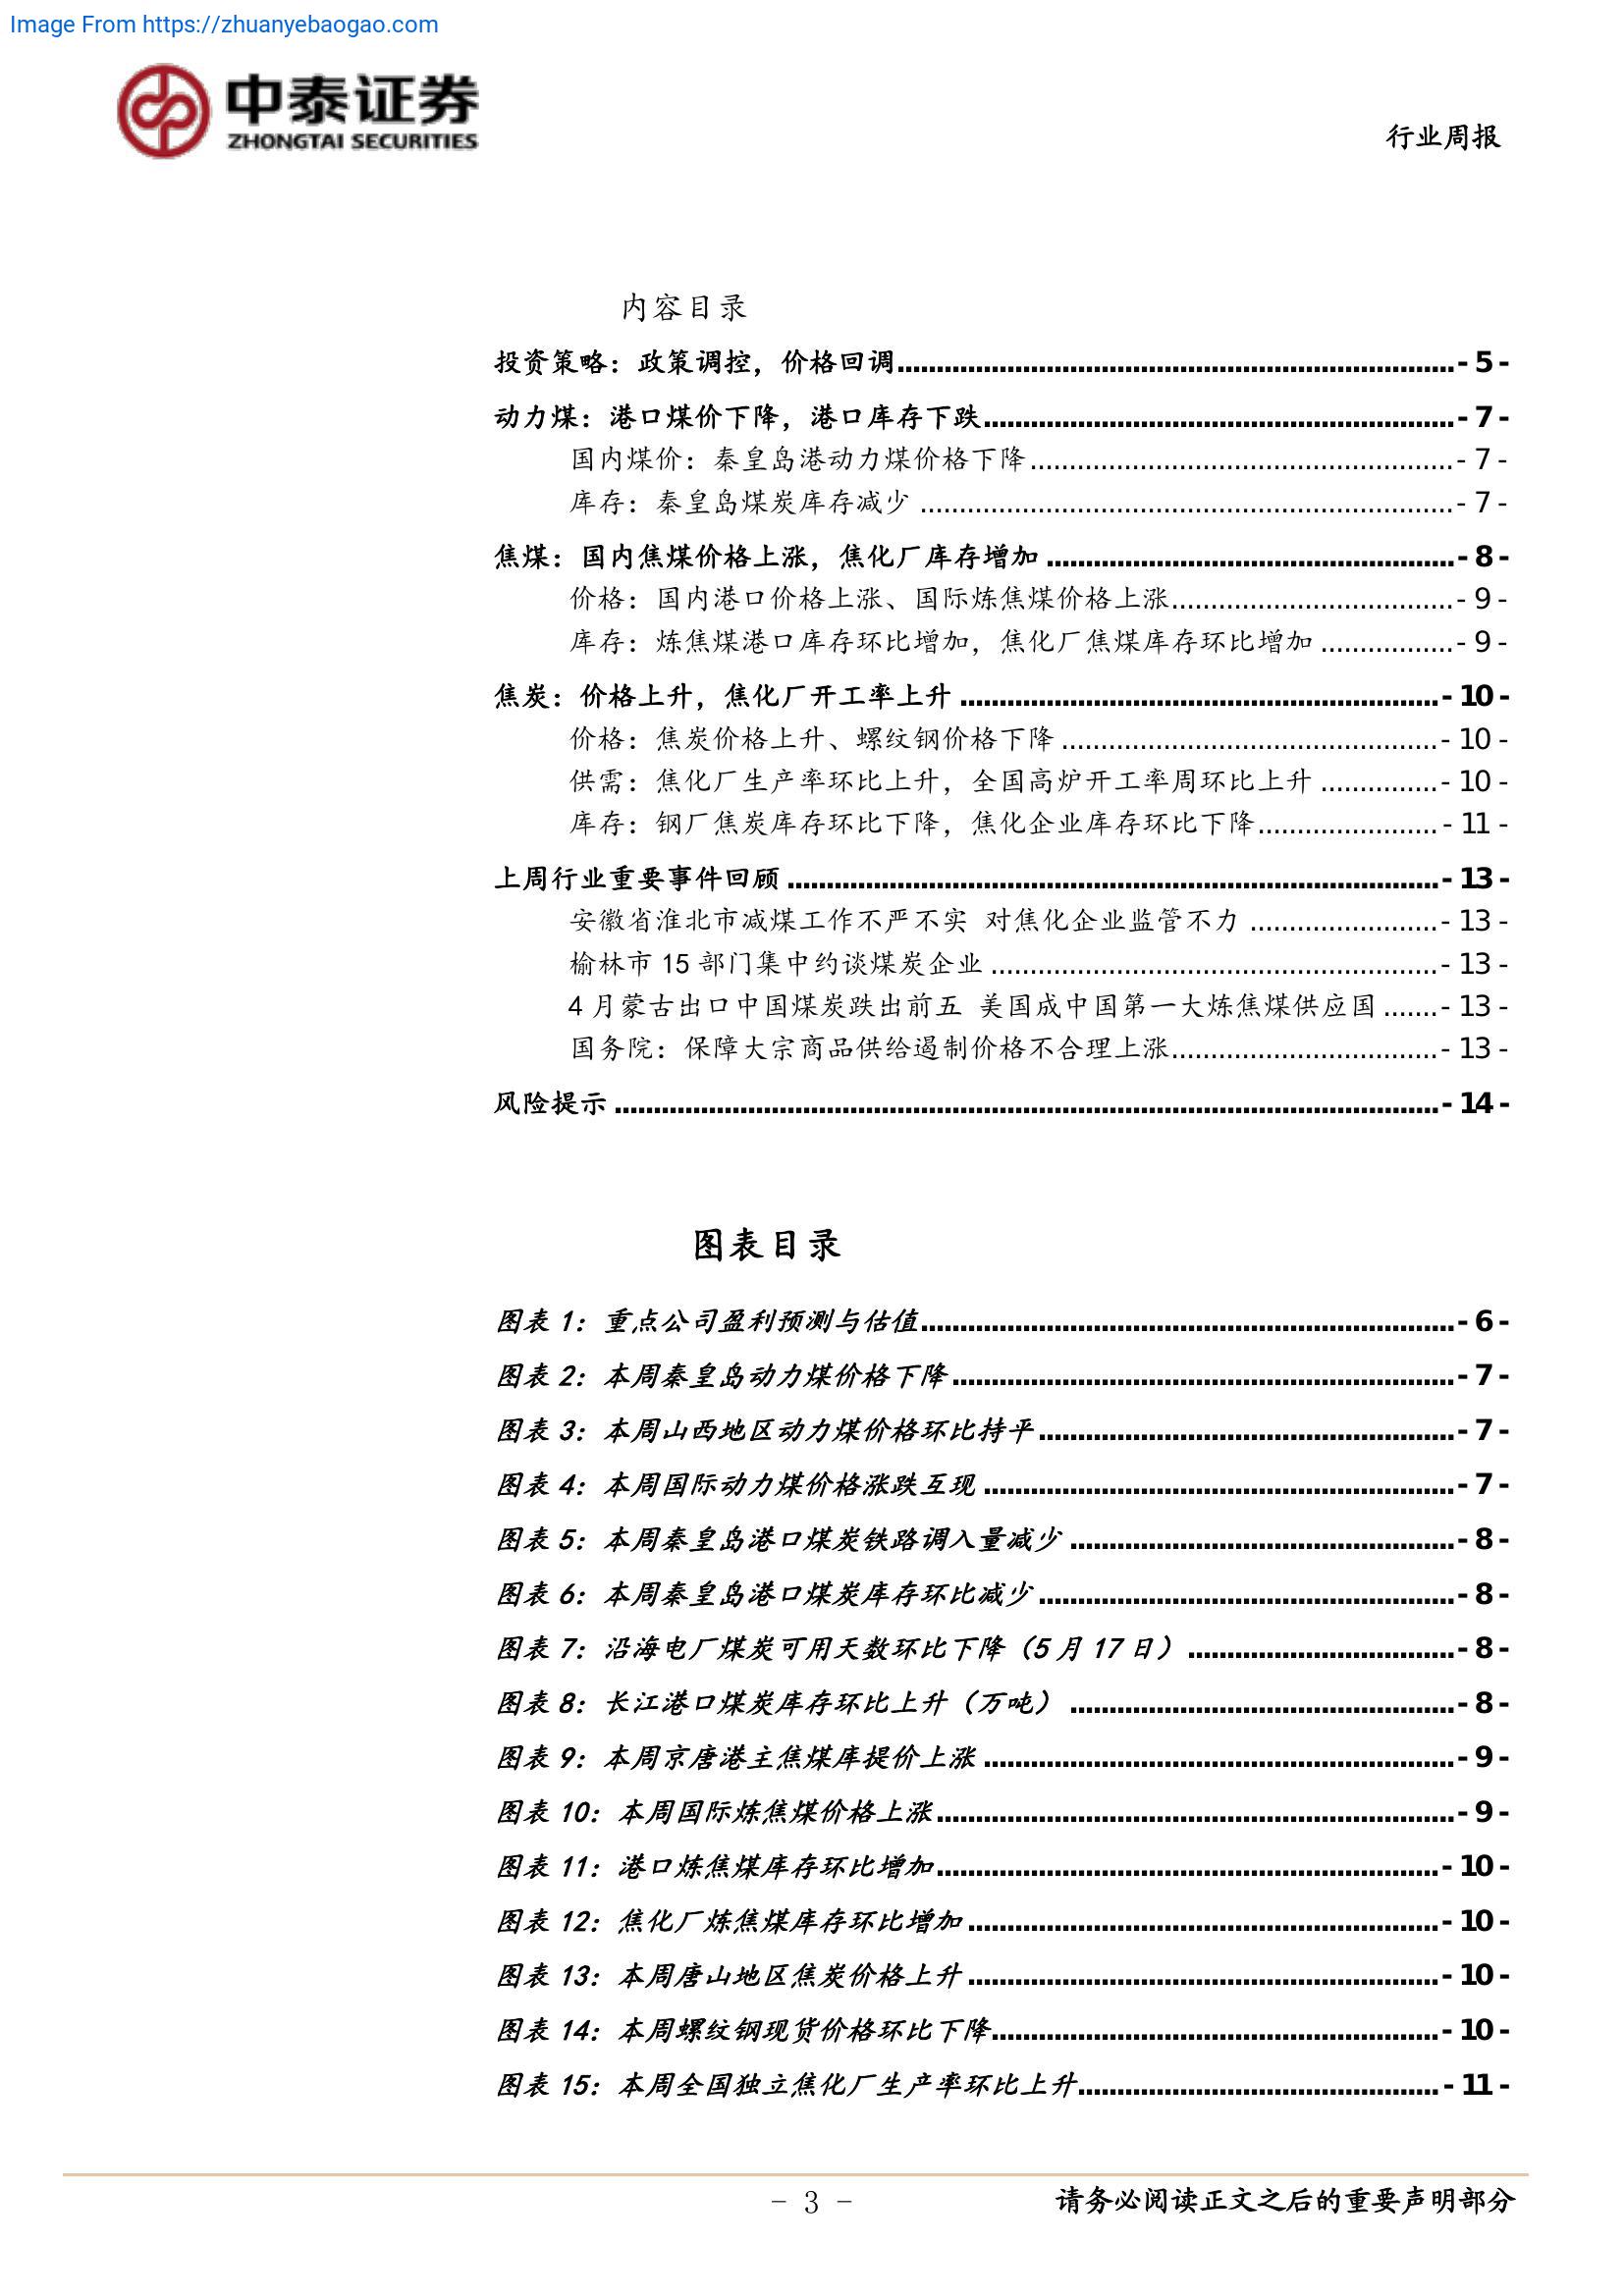 Image From https://zhuanyebaogao.com
中泰证券
ZHONGTAI SECURITIES
行业周报
内容目录
投资策略：政策调控，价格回调.......................................................................- 5 -
动力煤：港口煤价下降，港口库存下跌............................................................- 7 -
国内煤价：秦皇岛港动力煤价格下降......................................................- 7 -
库存：秦皇岛煤炭库存减少 ....................................................................- 7 -
焦煤：国内焦煤价格上涨，焦化厂库存增加 ....................................................- 8 -
价格：国内港口价格上涨、国际炼焦煤价格上涨....................................- 9 -
库存：炼焦煤港口库存环比增加，焦化厂焦煤库存环比增加 .................- 9 -
焦炭：价格上升，焦化厂开工率上升 .............................................................- 10 -
价格：焦炭价格上升、螺纹钢价格下降 ................................................- 10 -
供需：焦化厂生产率环比上升，全国高炉开工率周环比上升 ...............- 10 -
库存：钢厂焦炭库存环比下降，焦化企业库存环比下降.......................- 11 -
上周行业重要事件回顾 ...................................................................................- 13 -
安徽省淮北市减煤工作不严不实 对焦化企业监管不力 ........................- 13 -
榆林市 15 部门集中约谈煤炭企业 .........................................................- 13 -
4 月蒙古出口中国煤炭跌出前五 美国成中国第一大炼焦煤供应国 .......- 13 -
国务院：保障大宗商品供给遏制价格不合理上涨..................................- 13 -
风险提示 .........................................................................................................- 14 -
图表目录
图表 1：重点公司盈利预测与估值....................................................................- 6 -
图表 2：本周秦皇岛动力煤价格下降................................................................- 7 -
图表 3：本周山西地区动力煤价格环比持平.....................................................- 7 -
图表 4：本周国际动力煤价格涨跌互现 ............................................................- 7 -
图表 5：本周秦皇岛港口煤炭铁路调入量减少 .................................................- 8 -
图表 6：本周秦皇岛港口煤炭库存环比减少.....................................................- 8 -
图表 7：沿海电厂煤炭可用天数环比下降（5 月 17 日） ..................................- 8 -
图表 8：长江港口煤炭库存环比上升（万吨） .................................................- 8 -
图表 9：本周京唐港主焦煤库提价上涨 ............................................................- 9 -
图表 10：本周国际炼焦煤价格上涨..................................................................- 9 -
图表 11：港口炼焦煤库存环比增加................................................................- 10 -
图表 12：焦化厂炼焦煤库存环比增加 ............................................................- 10 -
图表 13：本周唐山地区焦炭价格上升 ............................................................- 10 -
图表 14：本周螺纹钢现货价格环比下降.........................................................- 10 -
图表 15：本周全国独立焦化厂生产率环比上升..............................................- 11 -
- 3 -
请务必阅读正文之后的重要声明部分